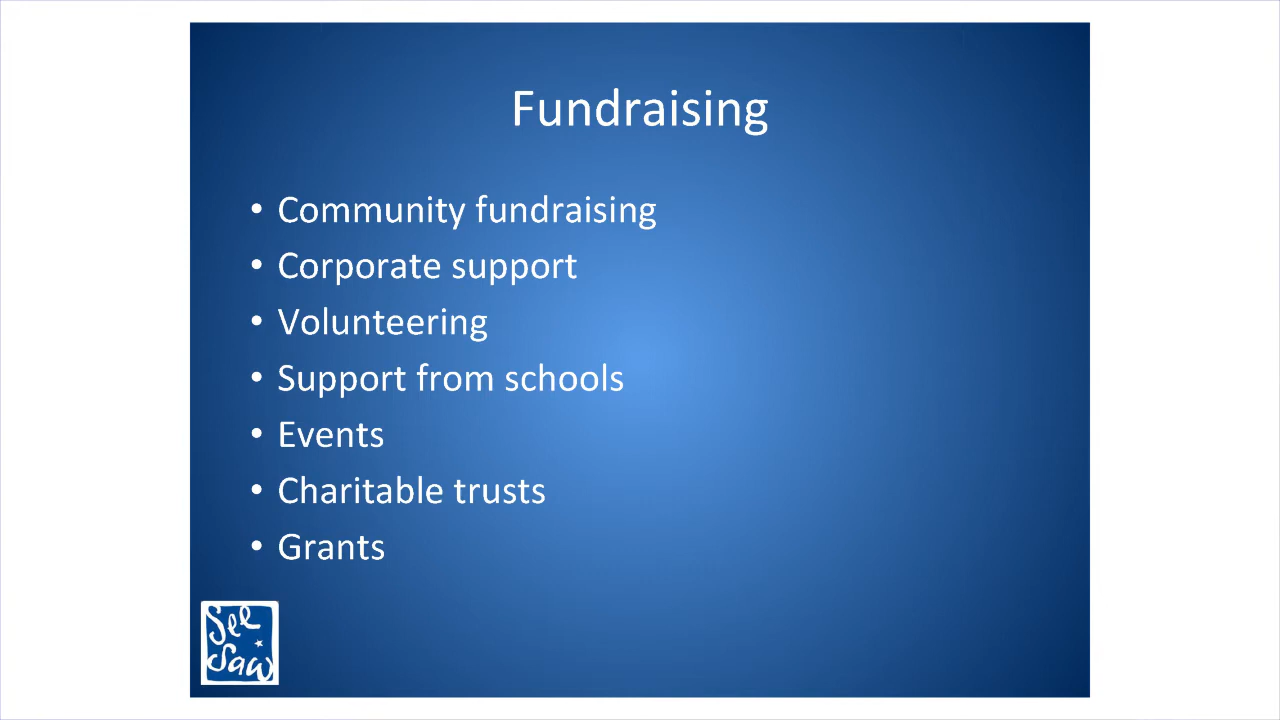 Fundraising
• Community fundraising
• Corporate support
• Volunteering
• Support from schools
• Events
• Charitable trusts
• Grants
See
Saw